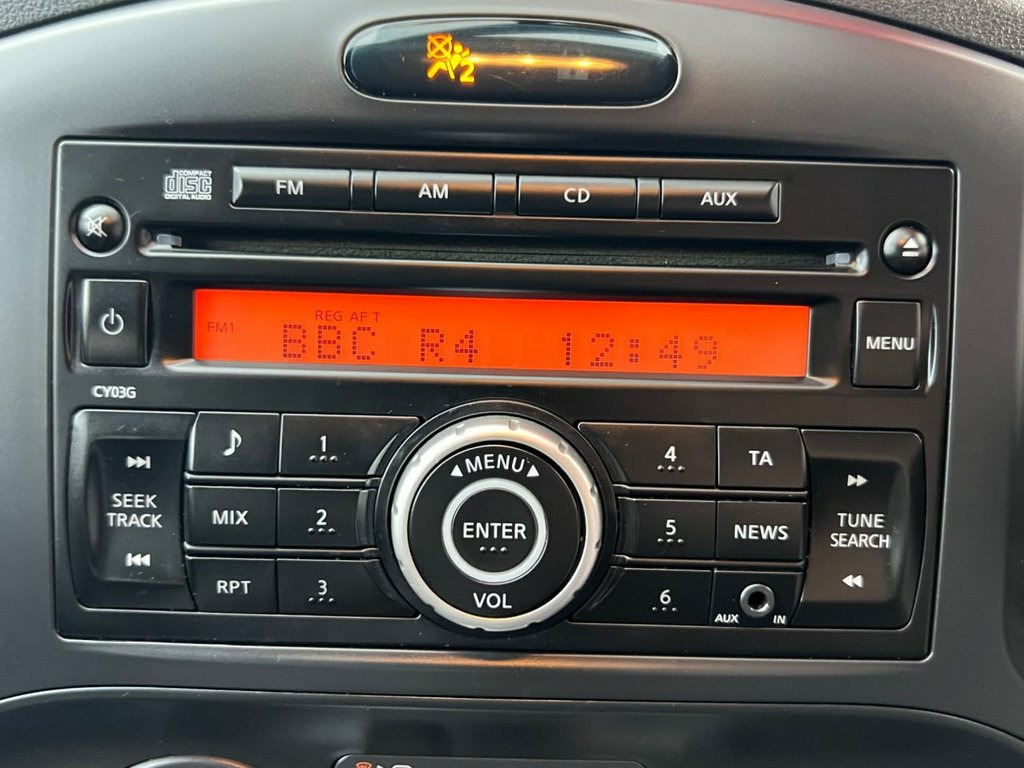 2
COMPACT
disc
DIGITAL AUDIO
FM
AM
CD
AUX
REG AF T
FM1
BBC R4 12:49
MENU
CY03G
SEEK
TRACK
1
MIX
2
RPT
3
MENU
ENTER
VOL
4
TA
5
NEWS
6
AUX IN
TUNE
SEARCH